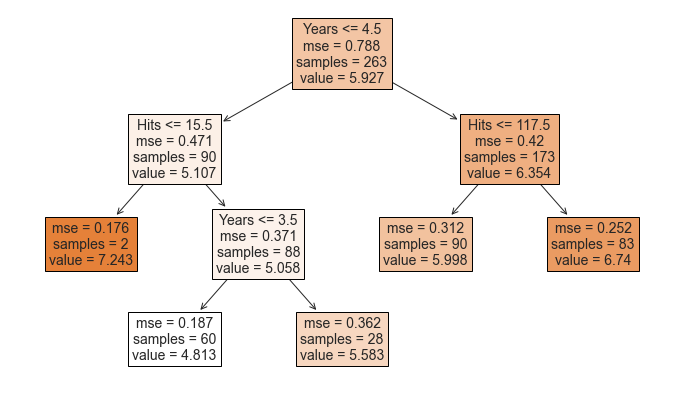 Years <= 4.5
mse = 0.788
samples = 263
value = 5.927
Hits <= 15.5
mse = 0.471
samples = 90
value = 5.107
Hits <= 117.5
mse = 0.42
samples = 173
value = 6.354
mse = 0.176
samples = 2
value = 7.243
Years <= 3.5
mse = 0.371
samples = 88
value = 5.058
mse = 0.312
samples = 90
value = 5.998
mse = 0.252
samples = 83
value = 6.74
mse = 0.187
samples = 60
value = 4.813
mse = 0.362
samples = 28
value = 5.583